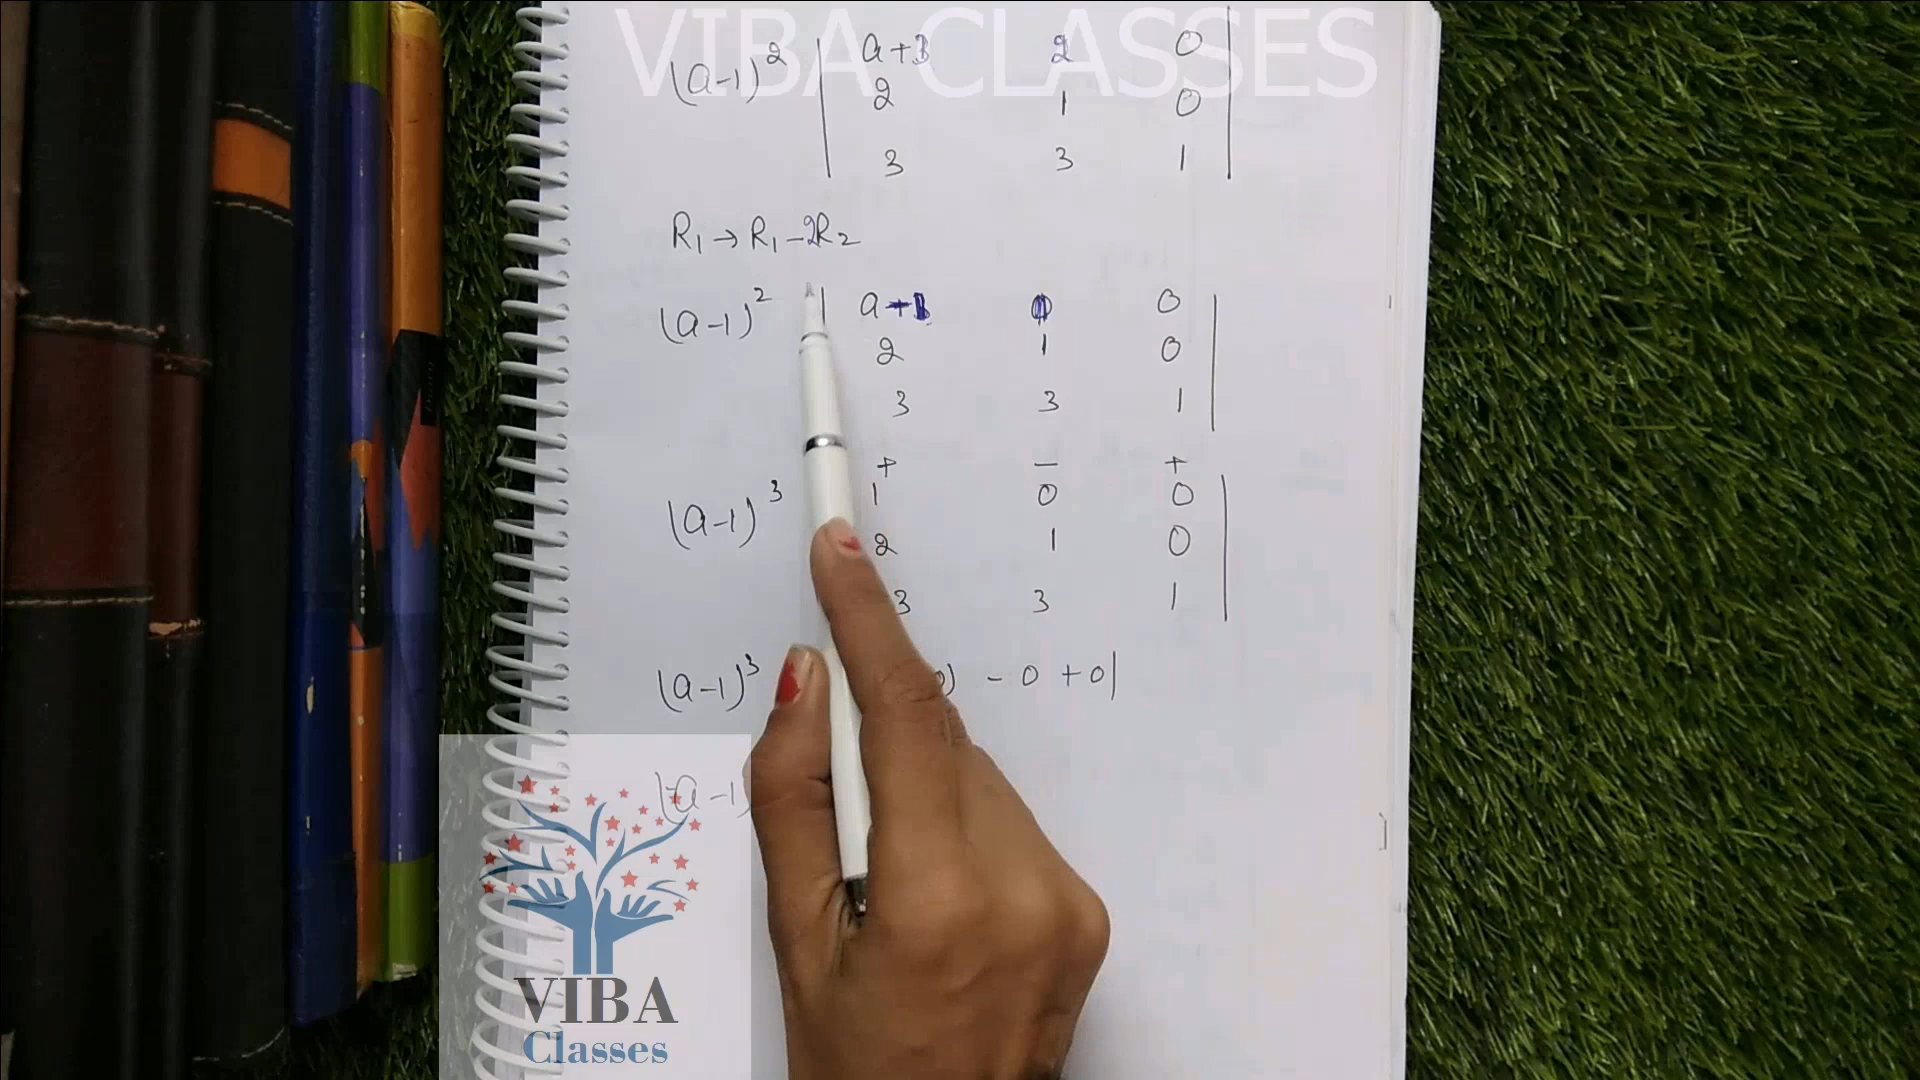 VIBA CLASSES
(a-1)² | a+3 2 0 |
2 1 0
3 3 1
R₁ → R₁ - 2R₂
(a-1)² | a 0 0 |
2 1 0
3 3 1
+ - +
(a-1)³ 1 0 0 |
2 1 0
3 3 1
(a-1)³ 0) - 0 + 0|
(a-1)
VIBA
Classes